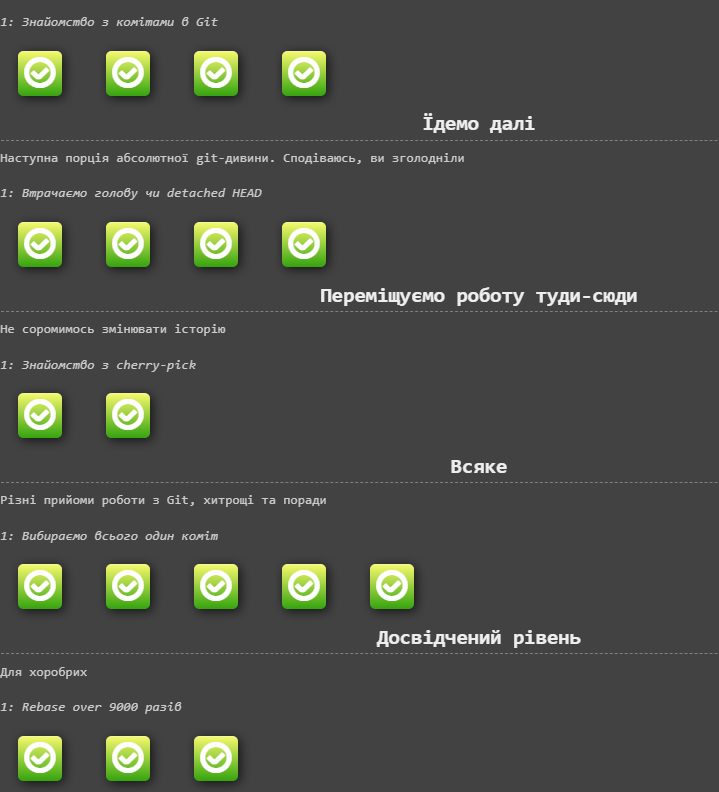 1: Знайомство з комітами в Git
Їдемо далі
Наступна порція абсолютної git-дивини. Сподіваюсь, ви зголодніли
1: Втрачаємо голову чи detached HEAD
Переміщуємо роботу туди-сюди
Не соромимось змінювати історію
1: Знайомство з cherry-pick
Всяке
Різні прийоми роботи з Git, хитрощі та поради
1: Вибираємо всього один коміт
Досвідчений рівень
Для хоробрих
1: Rebase over 9000 разів